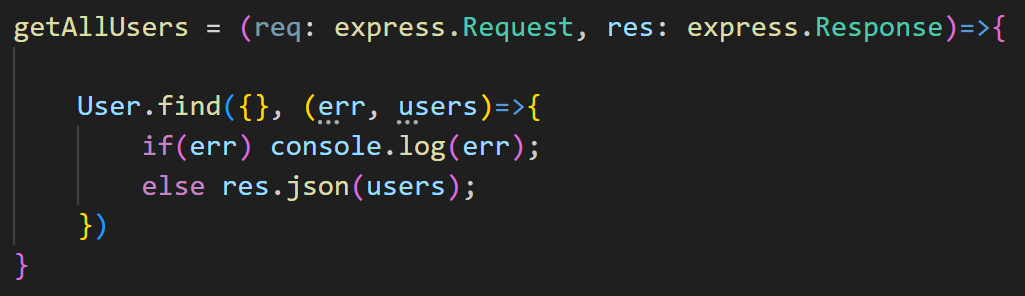 getAllUsers = (req: express.Request, res: express.Response)=>{
User.find({}, (err, users)=>{
if(err) console.log(err);
else res.json(users);
})
}